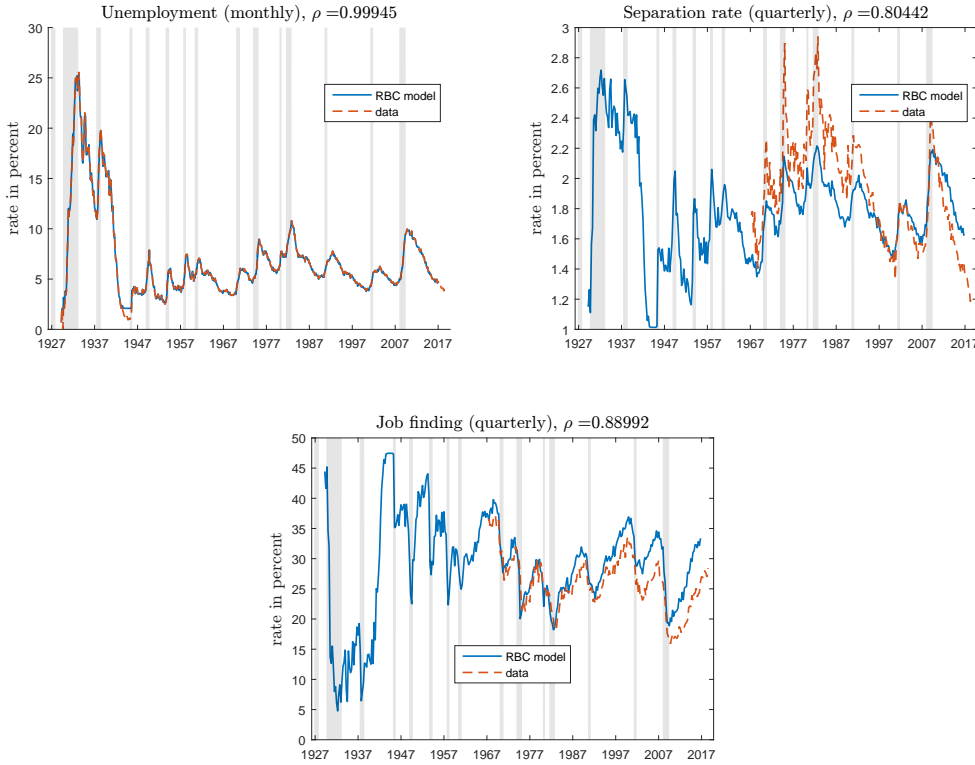 Unemployment (monthly), ρ =0.99945
rate in percent
30
25
20
15
10
5
0
RBC model
data
1927 1937 1947 1957 1967 1977 1987 1997 2007 2017
Separation rate (quarterly), ρ =0.80442
rate in percent
3
2.8
2.6
2.4
2.2
2
1.8
1.6
1.4
1.2
1
RBC model
data
1927 1937 1947 1957 1967 1977 1987 1997 2007 2017
Job finding (quarterly), ρ =0.88992
rate in percent
50
45
40
35
30
25
20
15
10
5
0
RBC model
data
1927 1937 1947 1957 1967 1977 1987 1997 2007 2017